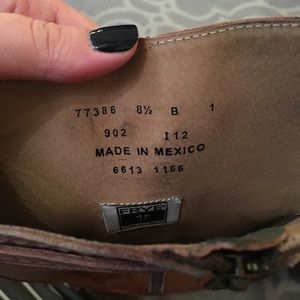 77386 8½ B 1
902 I12
MADE IN MEXICO
6613 1166
FRYE